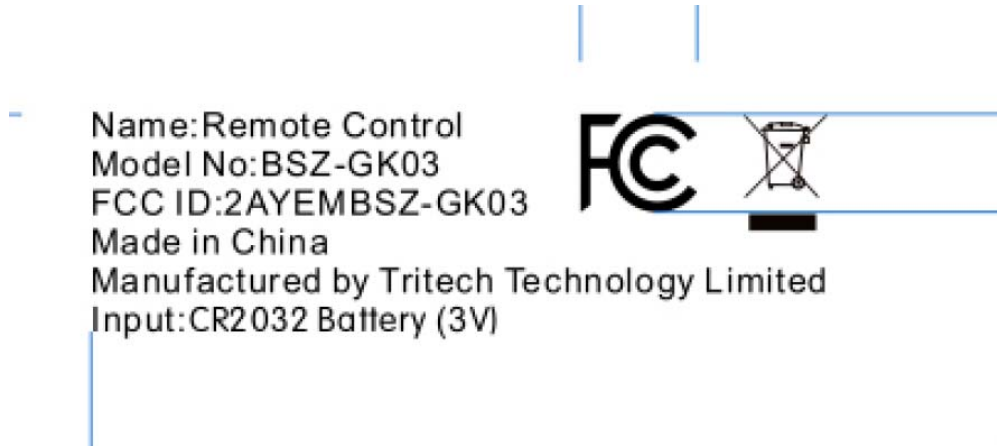 Name:Remote Control
Model No:BSZ-GK03
FCC ID:2AYEMBSZ-GK03
Made in China
Manufactured by Tritech Technology Limited
Input:CR2032 Battery (3V)
FC